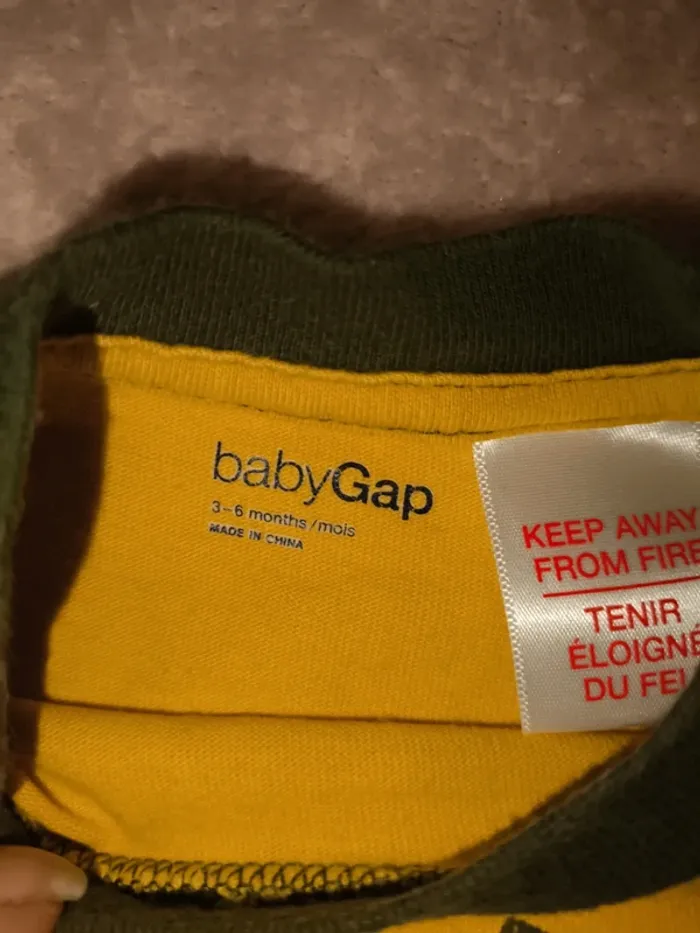 babyGap
3-6 months/mois
MADE IN CHINA
KEEP AWAY
FROM FIRE
TENIR
ÉLOIGNÉ
DU FEU